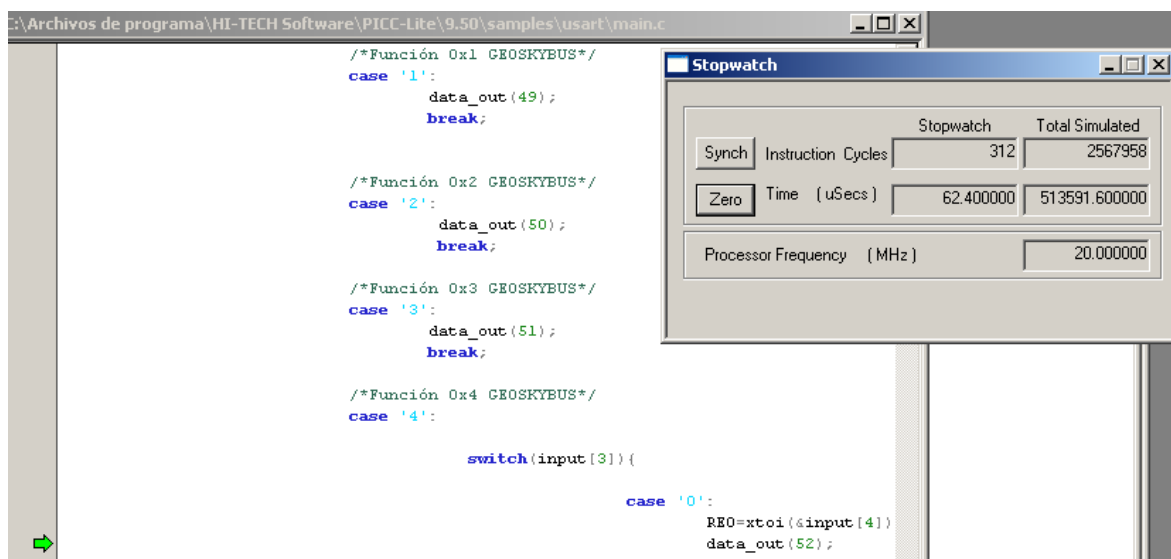 C:\Archivos de programa\HI-TECH Software\PICC-Lite\9.50\samples\usart\main.c
/*Función 0x1 GEOSKYBUS*/
case '1':
data_out(49);
break;
/*Función 0x2 GEOSKYBUS*/
case '2':
data_out(50);
break;
/*Función 0x3 GEOSKYBUS*/
case '3':
data_out(51);
break;
/*Función 0x4 GEOSKYBUS*/
case '4':
switch(input[3]){
case '0':
RE0=xtoi(&input[4])
data_out(52);
Stopwatch
Stopwatch Total Simulated
Synch Instruction Cycles 312 2567958
Zero Time (uSecs) 62.400000 513591.600000
Processor Frequency (MHz) 20.000000